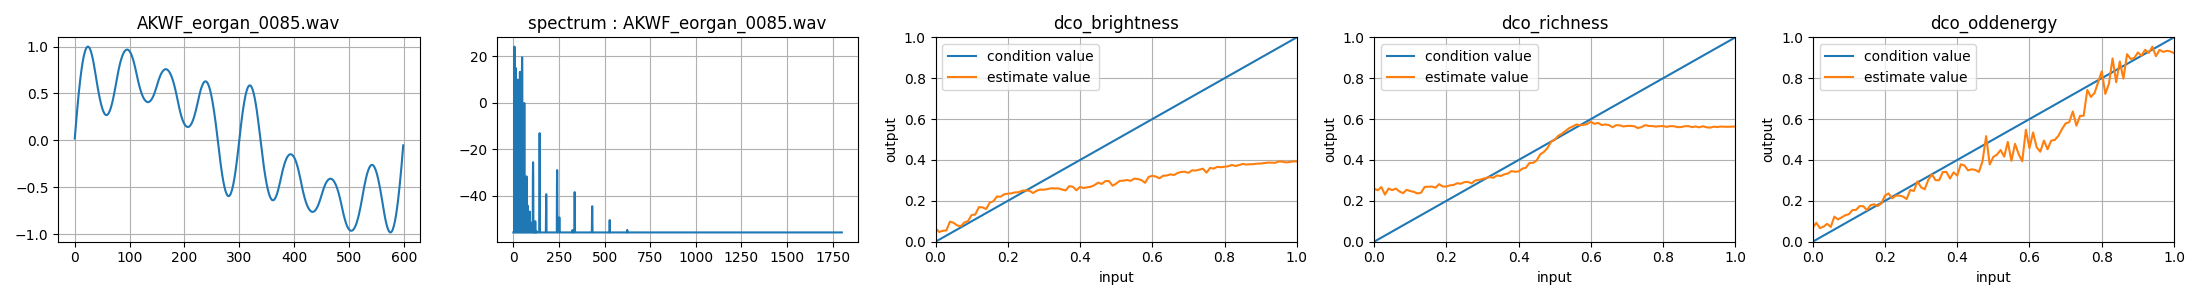 AKWF_eorgan_0085.wav
1.0
0.5
0.0
−0.5
−1.0
0 100 200 300 400 500 600
spectrum : AKWF_eorgan_0085.wav
20
0
−20
−40
0 250 500 750 1000 1250 1500 1750
dco_brightness
condition value
estimate value
output
1.0
0.8
0.6
0.4
0.2
0.0
0.0 0.2 0.4 0.6 0.8 1.0
input
dco_richness
condition value
estimate value
output
1.0
0.8
0.6
0.4
0.2
0.0
0.0 0.2 0.4 0.6 0.8 1.0
input
dco_oddenergy
condition value
estimate value
output
1.0
0.8
0.6
0.4
0.2
0.0
0.0 0.2 0.4 0.6 0.8 1.0
input